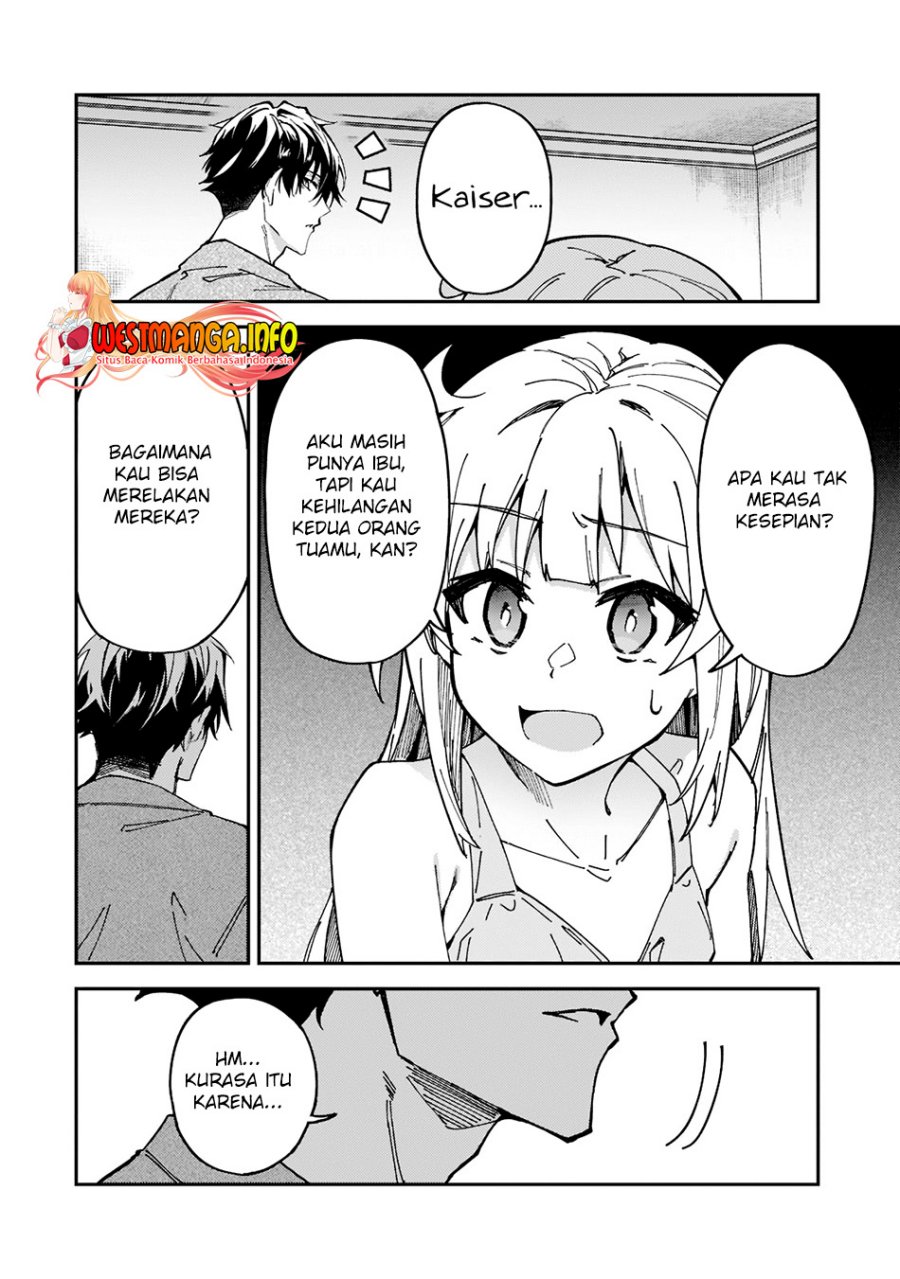 Kaiser...
WESTMANGA.INFO
Situs Baca Komik Berbahasa Indonesia
APA KAU TAK
MERASA
KESEPIAN?
AKU MASIH
PUNYA IBU,
TAPI KAU
KEHILANGAN
KEDUA ORANG
TUAMU, KAN?
BAGAIMANA
KAU BISA
MERELAKAN
MEREKA?
HM...
KURASA ITU
KARENA...